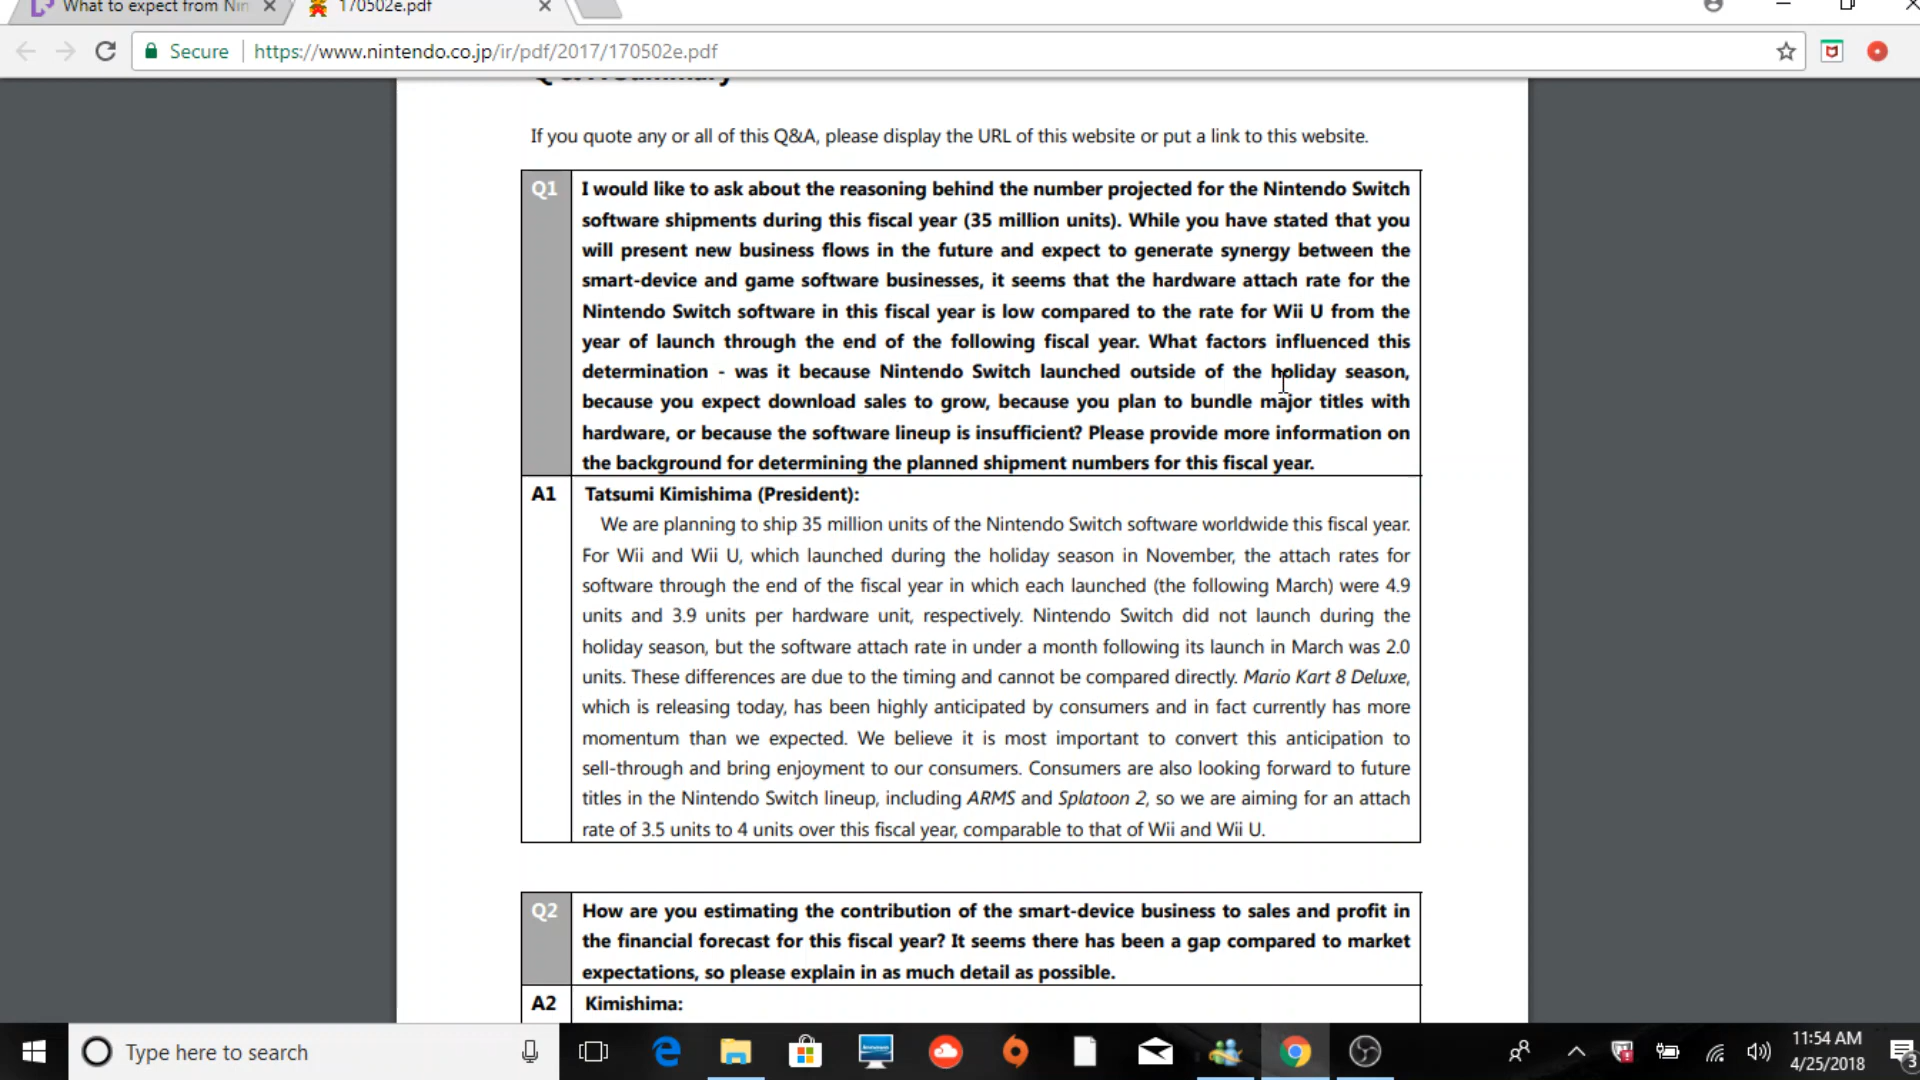 What to expect from Nin
170502e.pdf
Secure
https://www.nintendo.co.jp/ir/pdf/2017/170502e.pdf
Q & A Summary
If you quote any or all of this Q&A, please display the URL of this website or put a link to this website.
Q1
I would like to ask about the reasoning behind the number projected for the Nintendo Switch
software shipments during this fiscal year (35 million units). While you have stated that you
will present new business flows in the future and expect to generate synergy between the
smart-device and game software businesses, it seems that the hardware attach rate for the
Nintendo Switch software in this fiscal year is low compared to the rate for Wii U from the
year of launch through the end of the following fiscal year. What factors influenced this
determination - was it because Nintendo Switch launched outside of the holiday season,
because you expect download sales to grow, because you plan to bundle major titles with
hardware, or because the software lineup is insufficient? Please provide more information on
the background for determining the planned shipment numbers for this fiscal year.
A1
Tatsumi Kimishima (President):
We are planning to ship 35 million units of the Nintendo Switch software worldwide this fiscal year.
For Wii and Wii U, which launched during the holiday season in November, the attach rates for
software through the end of the fiscal year in which each launched (the following March) were 4.9
units and 3.9 units per hardware unit, respectively. Nintendo Switch did not launch during the
holiday season, but the software attach rate in under a month following its launch in March was 2.0
units. These differences are due to the timing and cannot be compared directly. Mario Kart 8 Deluxe,
which is releasing today, has been highly anticipated by consumers and in fact currently has more
momentum than we expected. We believe it is most important to convert this anticipation to
sell-through and bring enjoyment to our consumers. Consumers are also looking forward to future
titles in the Nintendo Switch lineup, including ARMS and Splatoon 2, so we are aiming for an attach
rate of 3.5 units to 4 units over this fiscal year, comparable to that of Wii and Wii U.
Q2
How are you estimating the contribution of the smart-device business to sales and profit in
the financial forecast for this fiscal year? It seems there has been a gap compared to market
expectations, so please explain in as much detail as possible.
A2
Kimishima:
Type here to search
11:54 AM
4/25/2018
3